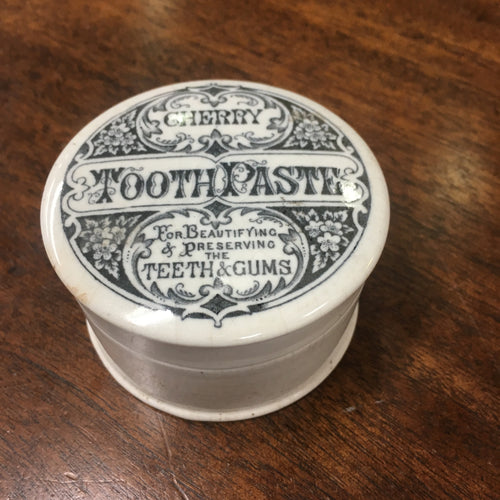 CHERRY
TOOTH PASTE
FOR BEAUTIFYING
& PRESERVING
THE
TEETH & GUMS